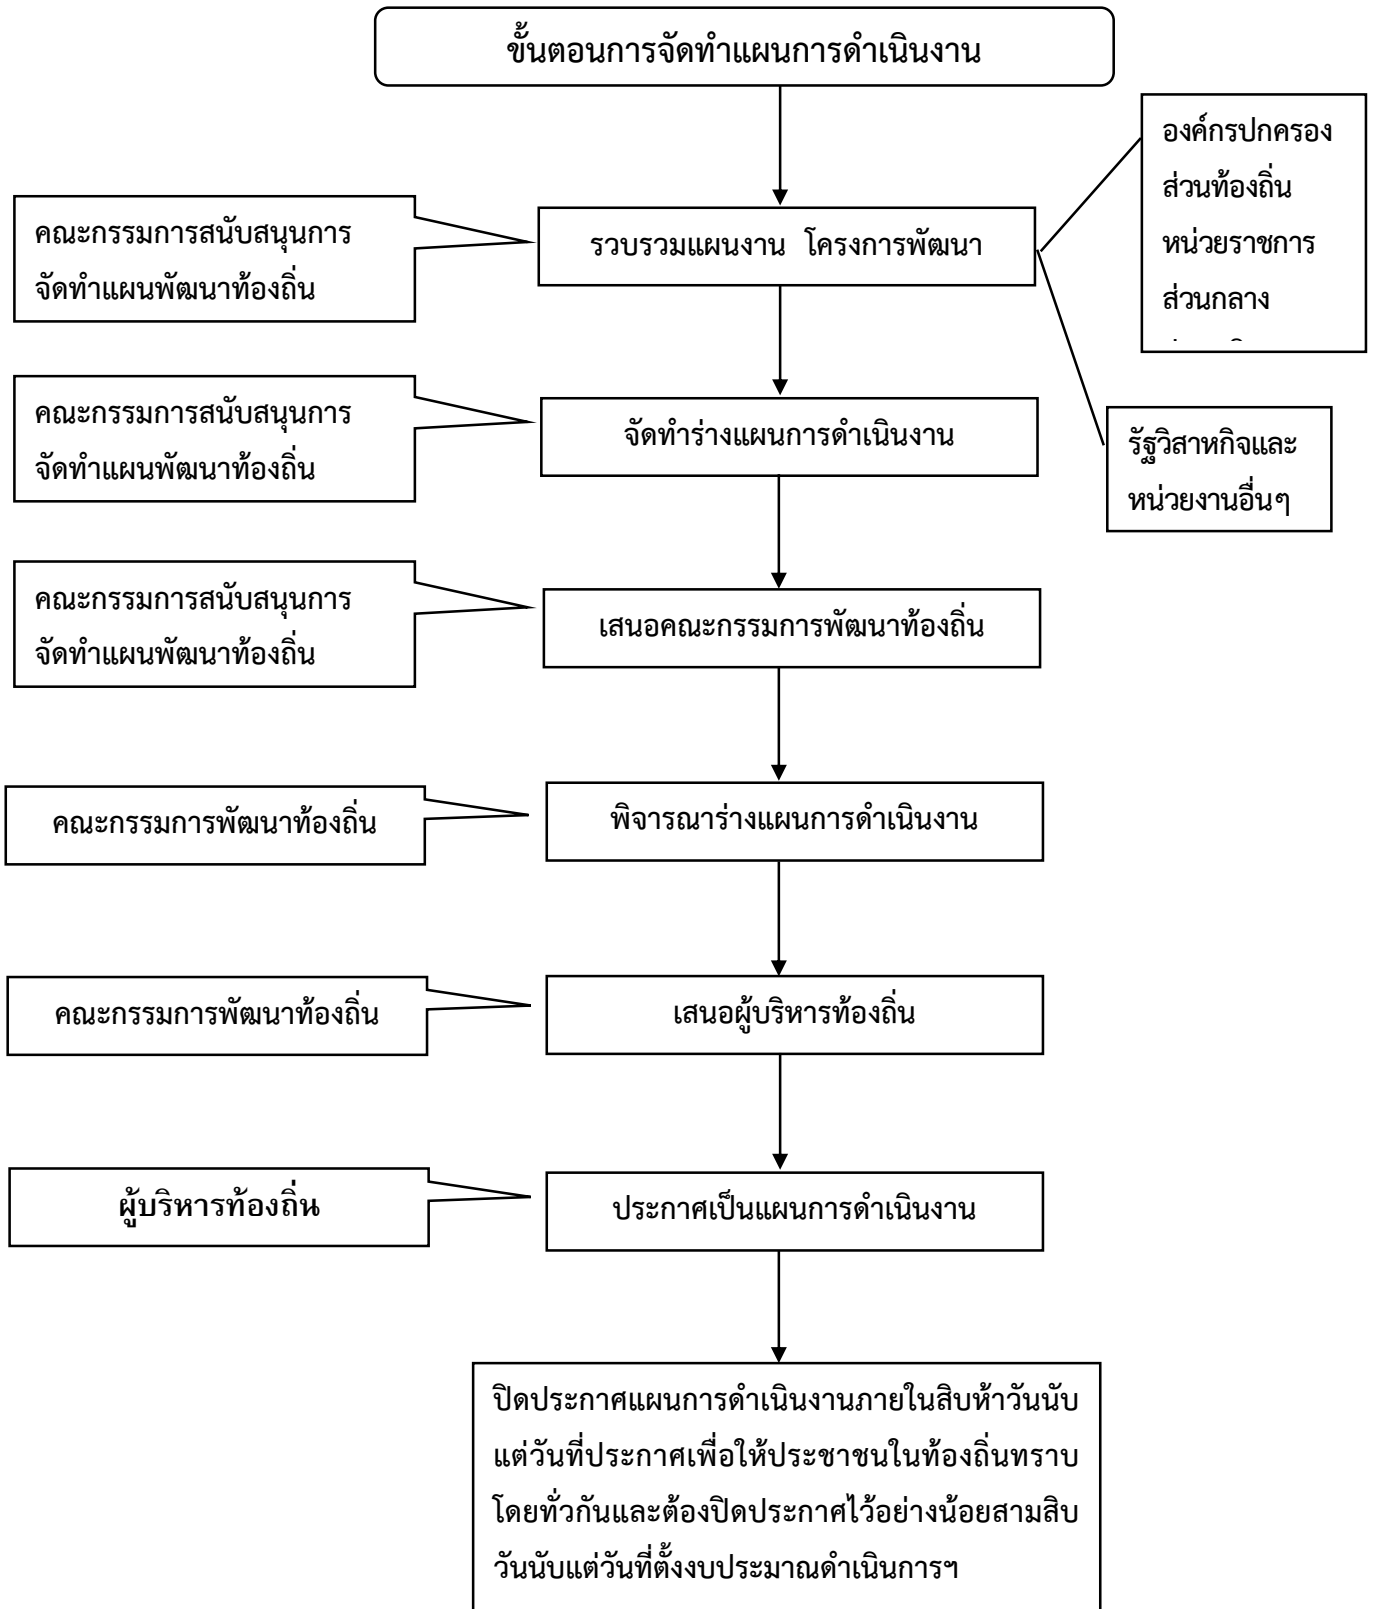 ขั้นตอนการจัดทำแผนการดำเนินงาน
องค์กรปกครอง
ส่วนท้องถิ่น
หน่วยราชการ
ส่วนกลาง
คณะกรรมการสนับสนุนการ
จัดทำแผนพัฒนาท้องถิ่น
รวบรวมแผนงาน โครงการพัฒนา
คณะกรรมการสนับสนุนการ
จัดทำแผนพัฒนาท้องถิ่น
จัดทำร่างแผนการดำเนินงาน
รัฐวิสาหกิจและ
หน่วยงานอื่นๆ
คณะกรรมการสนับสนุนการ
จัดทำแผนพัฒนาท้องถิ่น
เสนอคณะกรรมการพัฒนาท้องถิ่น
คณะกรรมการพัฒนาท้องถิ่น
พิจารณาร่างแผนการดำเนินงาน
คณะกรรมการพัฒนาท้องถิ่น
เสนอผู้บริหารท้องถิ่น
ผู้บริหารท้องถิ่น
ประกาศเป็นแผนการดำเนินงาน
ปิดประกาศแผนการดำเนินงานภายในสิบห้าวันนับ
แต่วันที่ประกาศเพื่อให้ประชาชนในท้องถิ่นทราบ
โดยทั่วกันและต้องปิดประกาศไว้อย่างน้อยสามสิบ
วันนับแต่วันที่ตั้งงบประมาณดำเนินการฯ